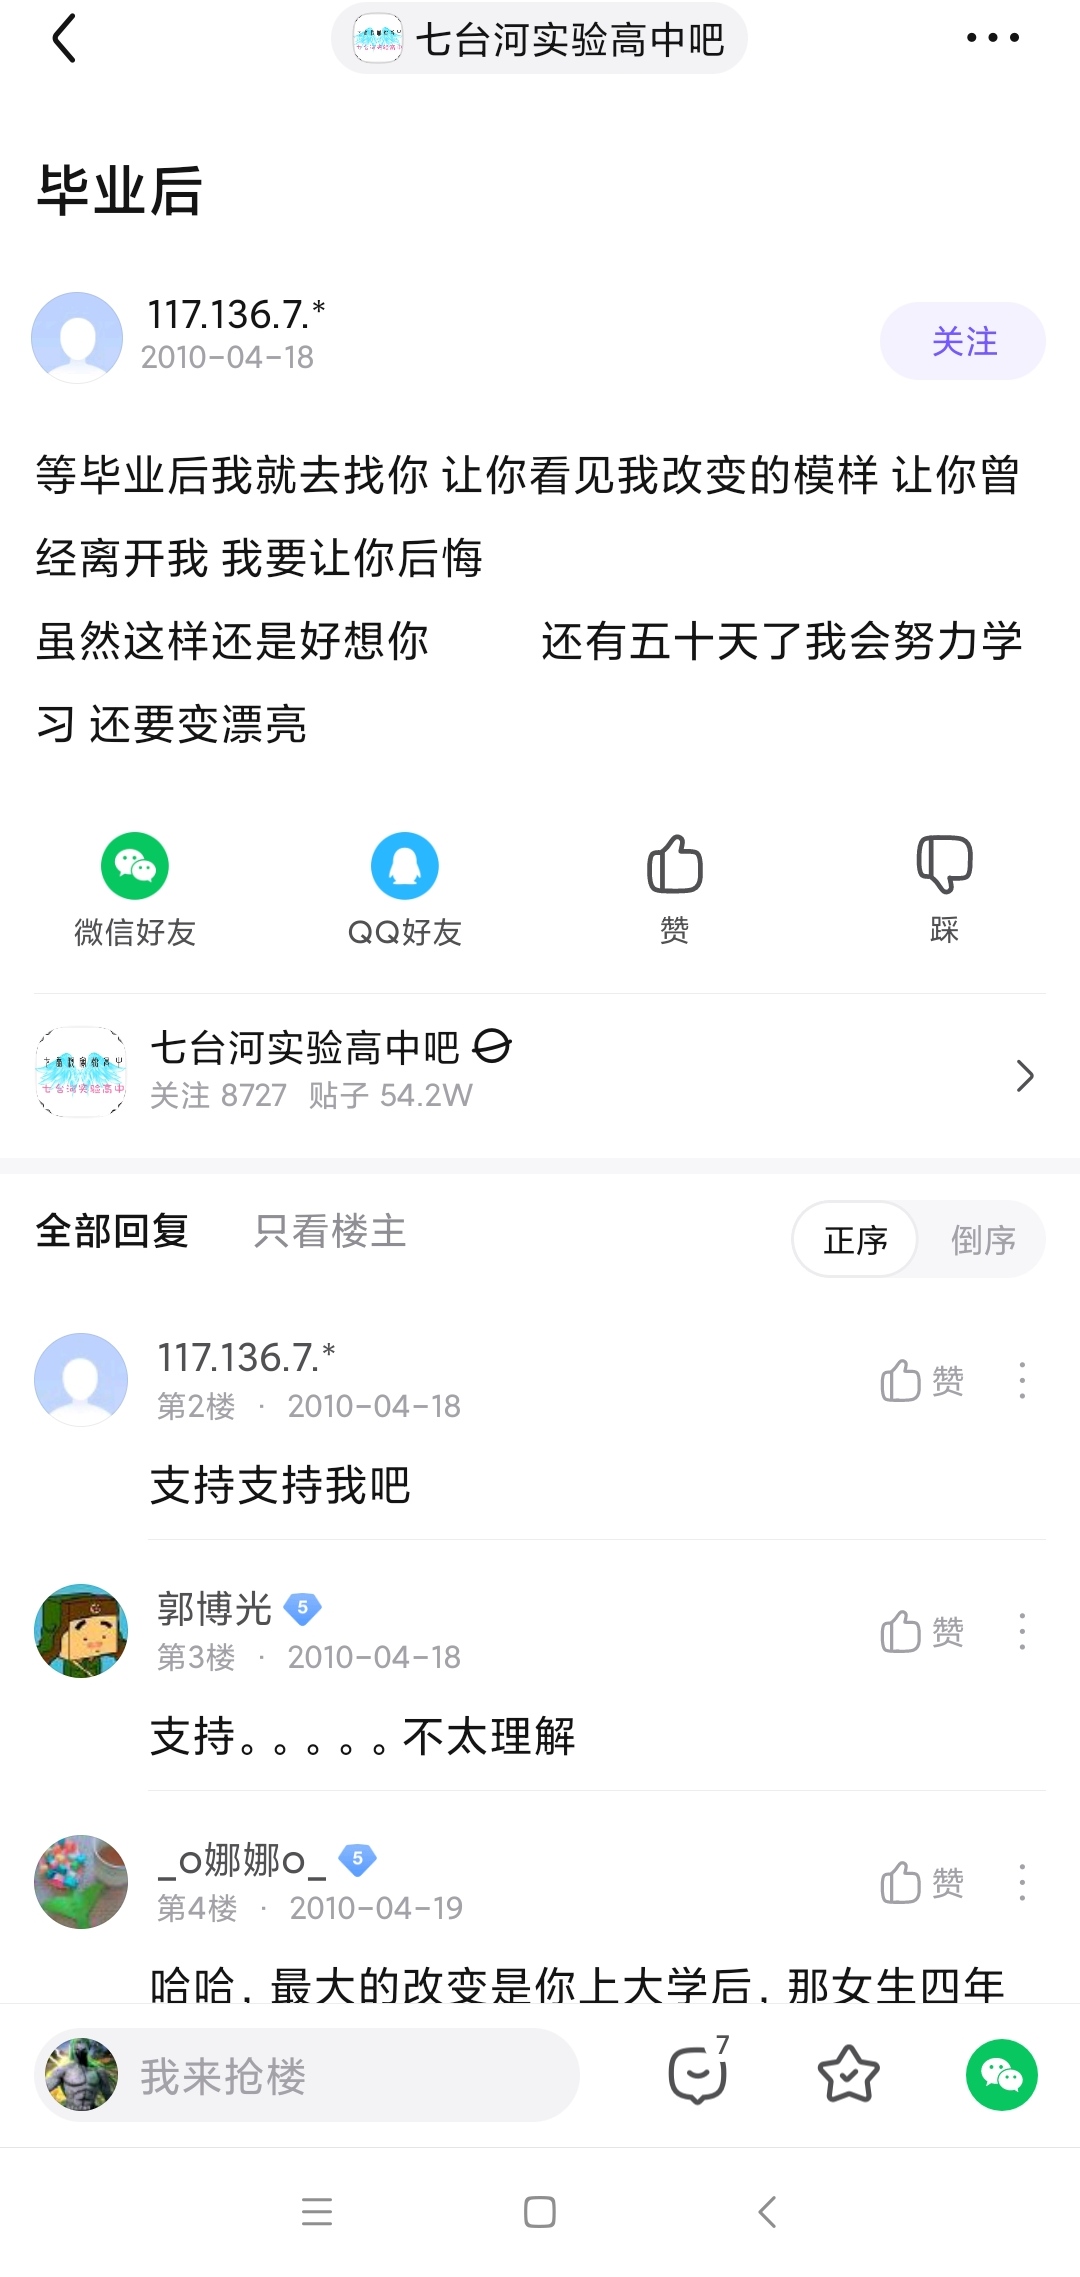 七台河实验高中吧
毕业后
117.136.7.*
2010-04-18
关注
等毕业后我就去找你 让你看见我改变的模样 让你曾
经离开我 我要让你后悔
虽然这样还是好想你 还有五十天了我会努力学
习 还要变漂亮
微信好友
QQ好友
赞
踩
七台河实验高中吧
关注 8727 贴子 54.2W
全部回复
只看楼主
正序
倒序
117.136.7.*
第2楼 · 2010-04-18
赞
支持支持我吧
郭博光 5
第3楼 · 2010-04-18
赞
支持。。。。。不太理解
_o娜娜o_ 5
第4楼 · 2010-04-19
赞
哈哈，最大的改变是你上大学后，那女生四年
我来抢楼
7